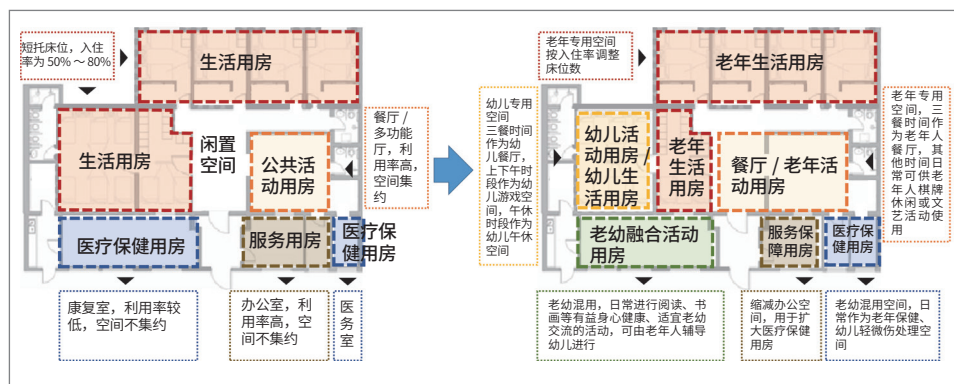 短托床位，入住
率为 50% ～ 80%
生活用房
生活用房
闲置
空间
公共活
动用房
餐厅 /
多功能
厅，利
用率高，
空间集
约
医疗保健用房
服务用房
医疗保
健用房
康复室，利用率较
低，空间不集约
办公室，利
用率高，空
间不集约
医
务
室
老年专用空间
按入住率调整
床位数
老年生活用房
幼儿专用
空间
三餐时间
作为幼
儿餐厅，
上下午时
段作为幼
儿游戏空
间，午休
时段作为
幼儿午休
空间
幼儿活
动用房 /
幼儿生
活用房
老年
生活
用房
餐厅 / 老年活
动用房
老年专用
空间，三
餐时间作
为老年人
餐厅，其
他时间日
常可供老
年人棋牌
休闲或文
艺活动使
用
老幼融合活动
用房
服务保
障用房
医疗保
健用房
老幼混用，日常进行阅读、书
画等有益身心健康、适宜老幼
交流的活动，可由老年人辅导
幼儿进行
缩减办公空
间，用于扩
大医疗保健
用房
老幼混用空间，日
常作为老年保健、
幼儿轻微伤处理空
间